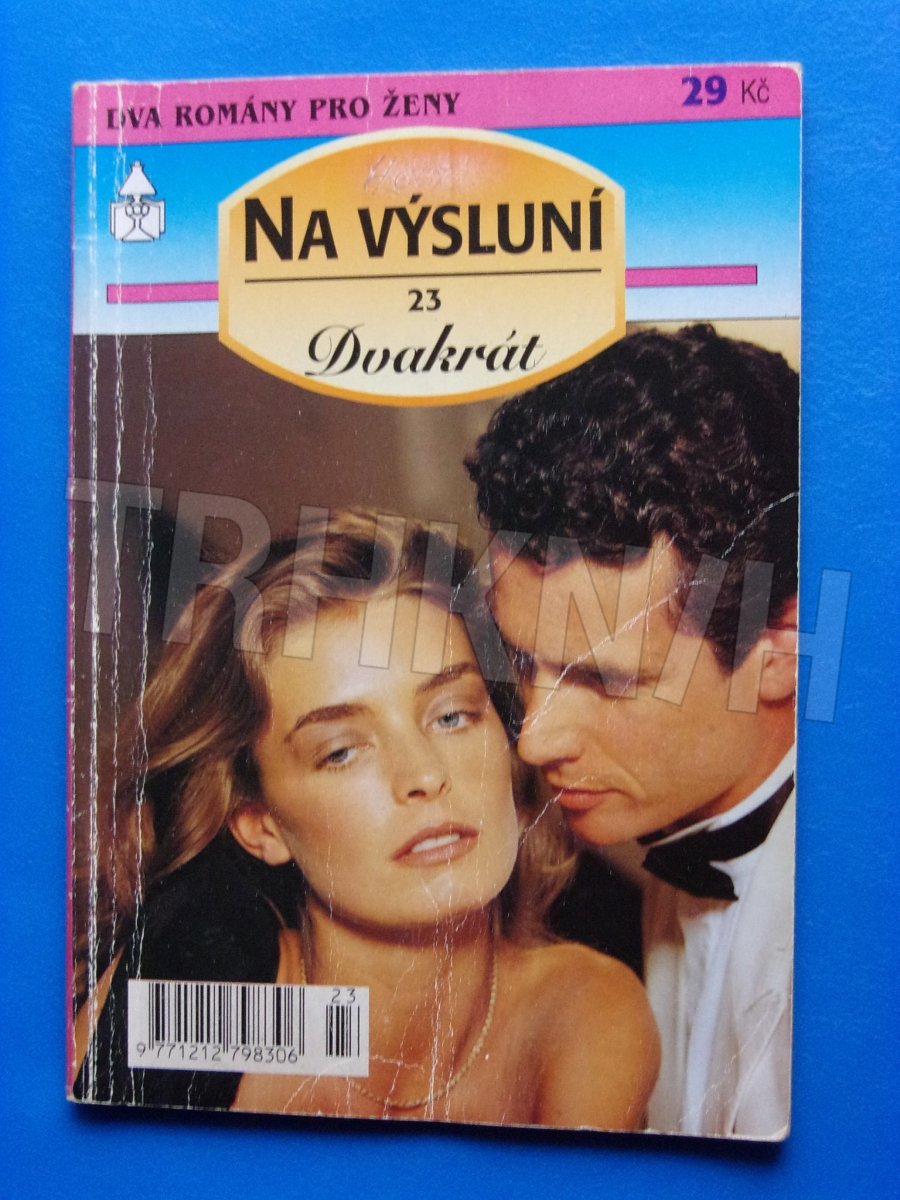 DVA ROMÁNY PRO ŽENY
29 Kč
NA VÝSLUNÍ
23
Dvakrát
TRHKNIH
23
9 771212 798306